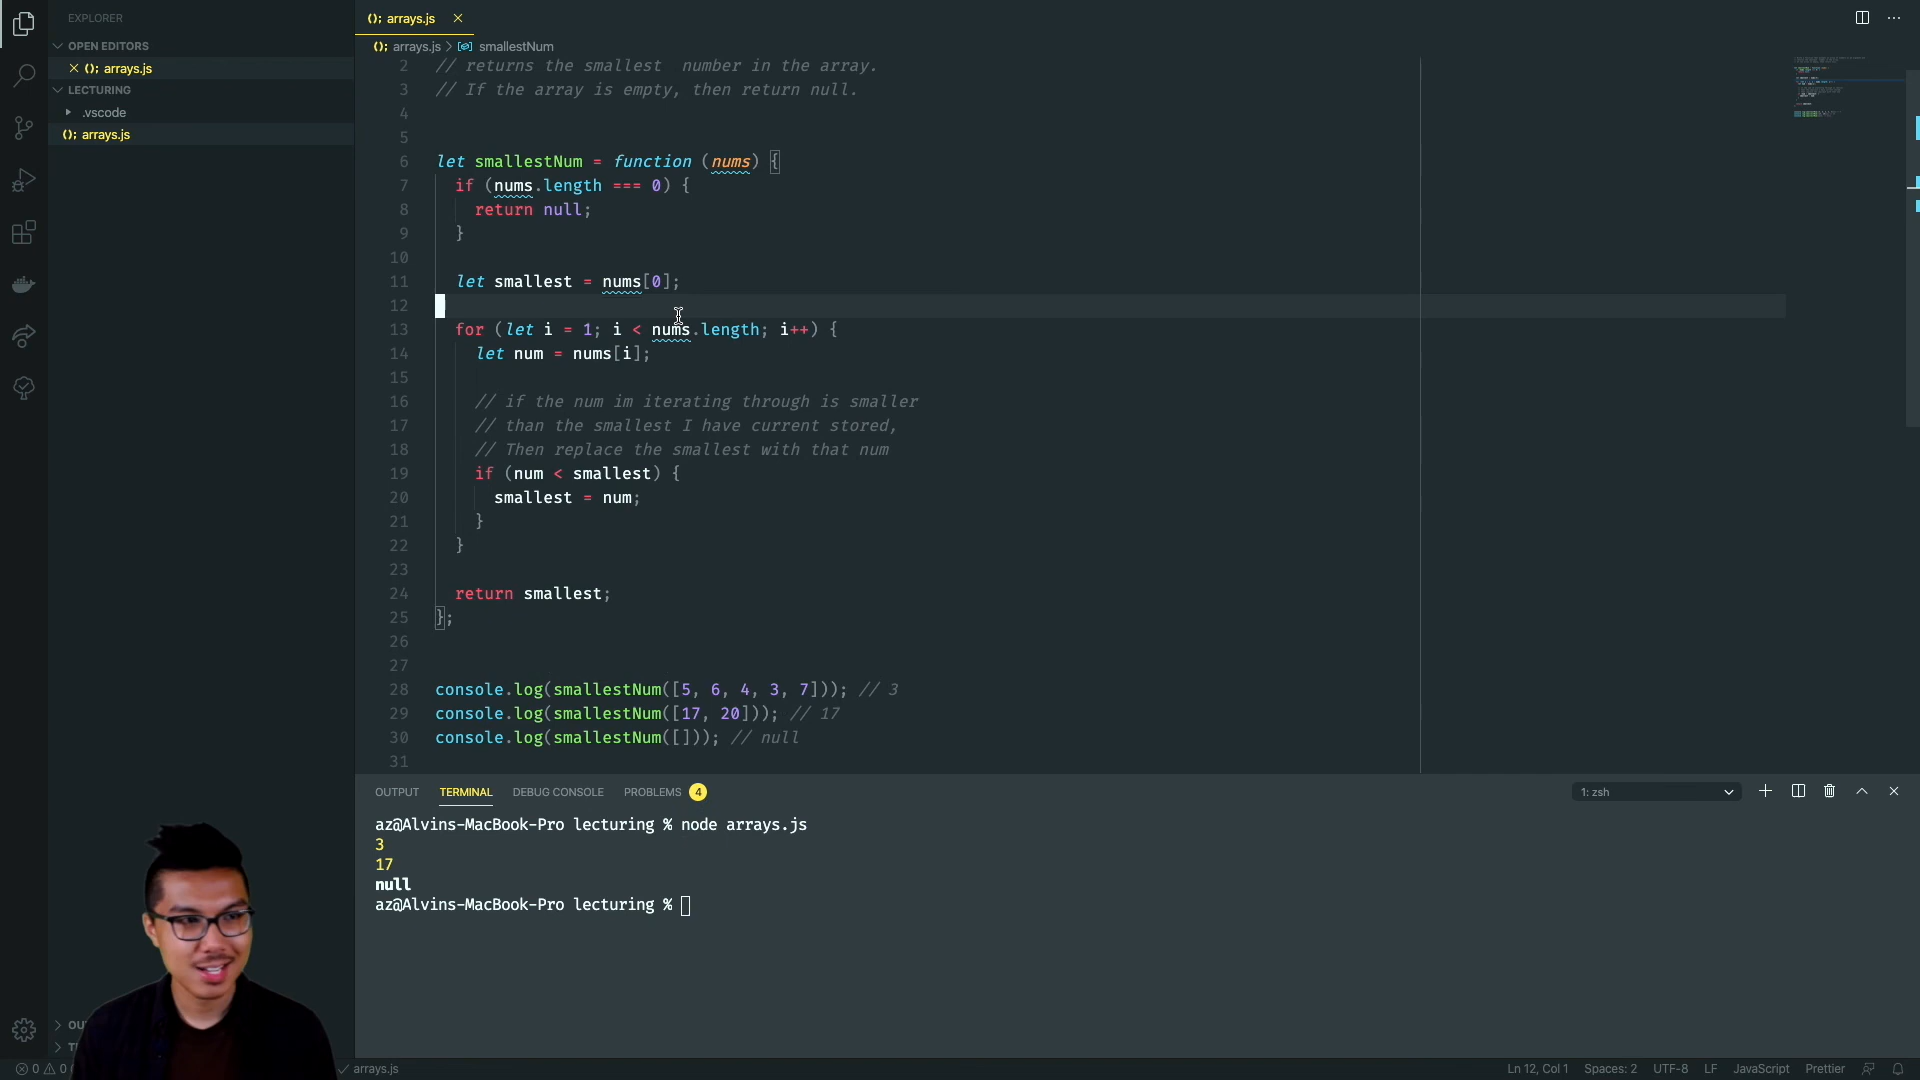 EXPLORER
OPEN EDITORS
arrays.js
LECTURING
.vscode
arrays.js
arrays.js
arrays.js > smallestNum
2 // returns the smallest  number in the array.
3 // If the array is empty, then return null.
4
5
6 let smallestNum = function (nums) {
7 if (nums.length === 0) {
8 return null;
9 }
10
11 let smallest = nums[0];
12
13 for (let i = 1; i < nums.length; i++) {
14 let num = nums[i];
15
16 // if the num im iterating through is smaller
17 // than the smallest I have current stored,
18 // Then replace the smallest with that num
19 if (num < smallest) {
20 smallest = num;
21 }
22 }
23
24 return smallest;
25 };
26
27
28 console.log(smallestNum([5, 6, 4, 3, 7])); // 3
29 console.log(smallestNum([17, 20])); // 17
30 console.log(smallestNum([])); // null
31
OUTPUT TERMINAL DEBUG CONSOLE PROBLEMS 4
1: zsh
az@Alvins-MacBook-Pro lecturing % node arrays.js
3
17
null
az@Alvins-MacBook-Pro lecturing %
0 0 arrays.js
Ln 12, Col 1 Spaces: 2 UTF-8 LF JavaScript Prettier